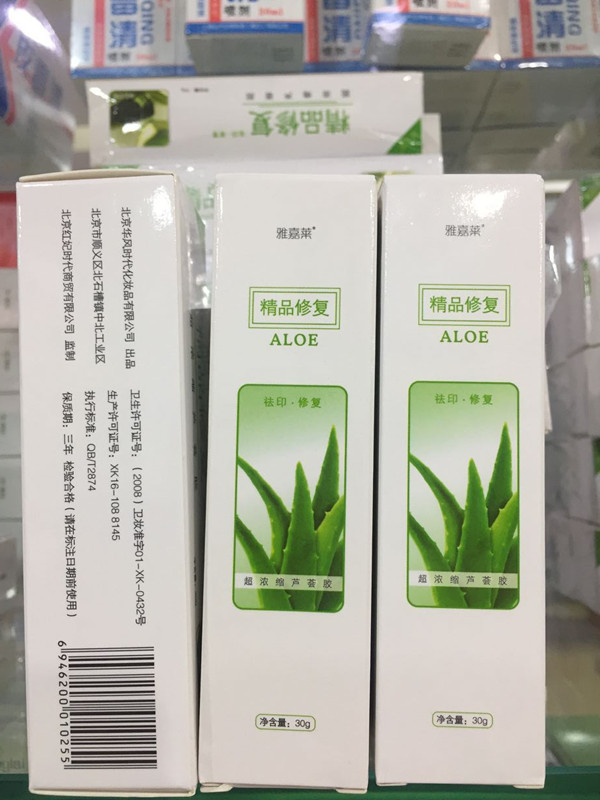 北京华风时代化妆品有限公司 出品
北京市顺义区北石槽镇中北工业区
北京红妃时代商贸有限公司 监制
卫生许可证号:(2008)卫妆准字01-XK-0432号
生产许可证号:XK16-108 8145
执行标准:QB/T2874
保质期:三年 检验合格(请在标注日期前使用)
6 946200 010255
雅嘉莱
精品修复
ALOE
祛印·修复
超浓缩芦荟胶
净含量:30g
雅嘉莱
精品修复
ALOE
祛印·修复
超浓缩芦荟胶
净含量:30g
精品修复